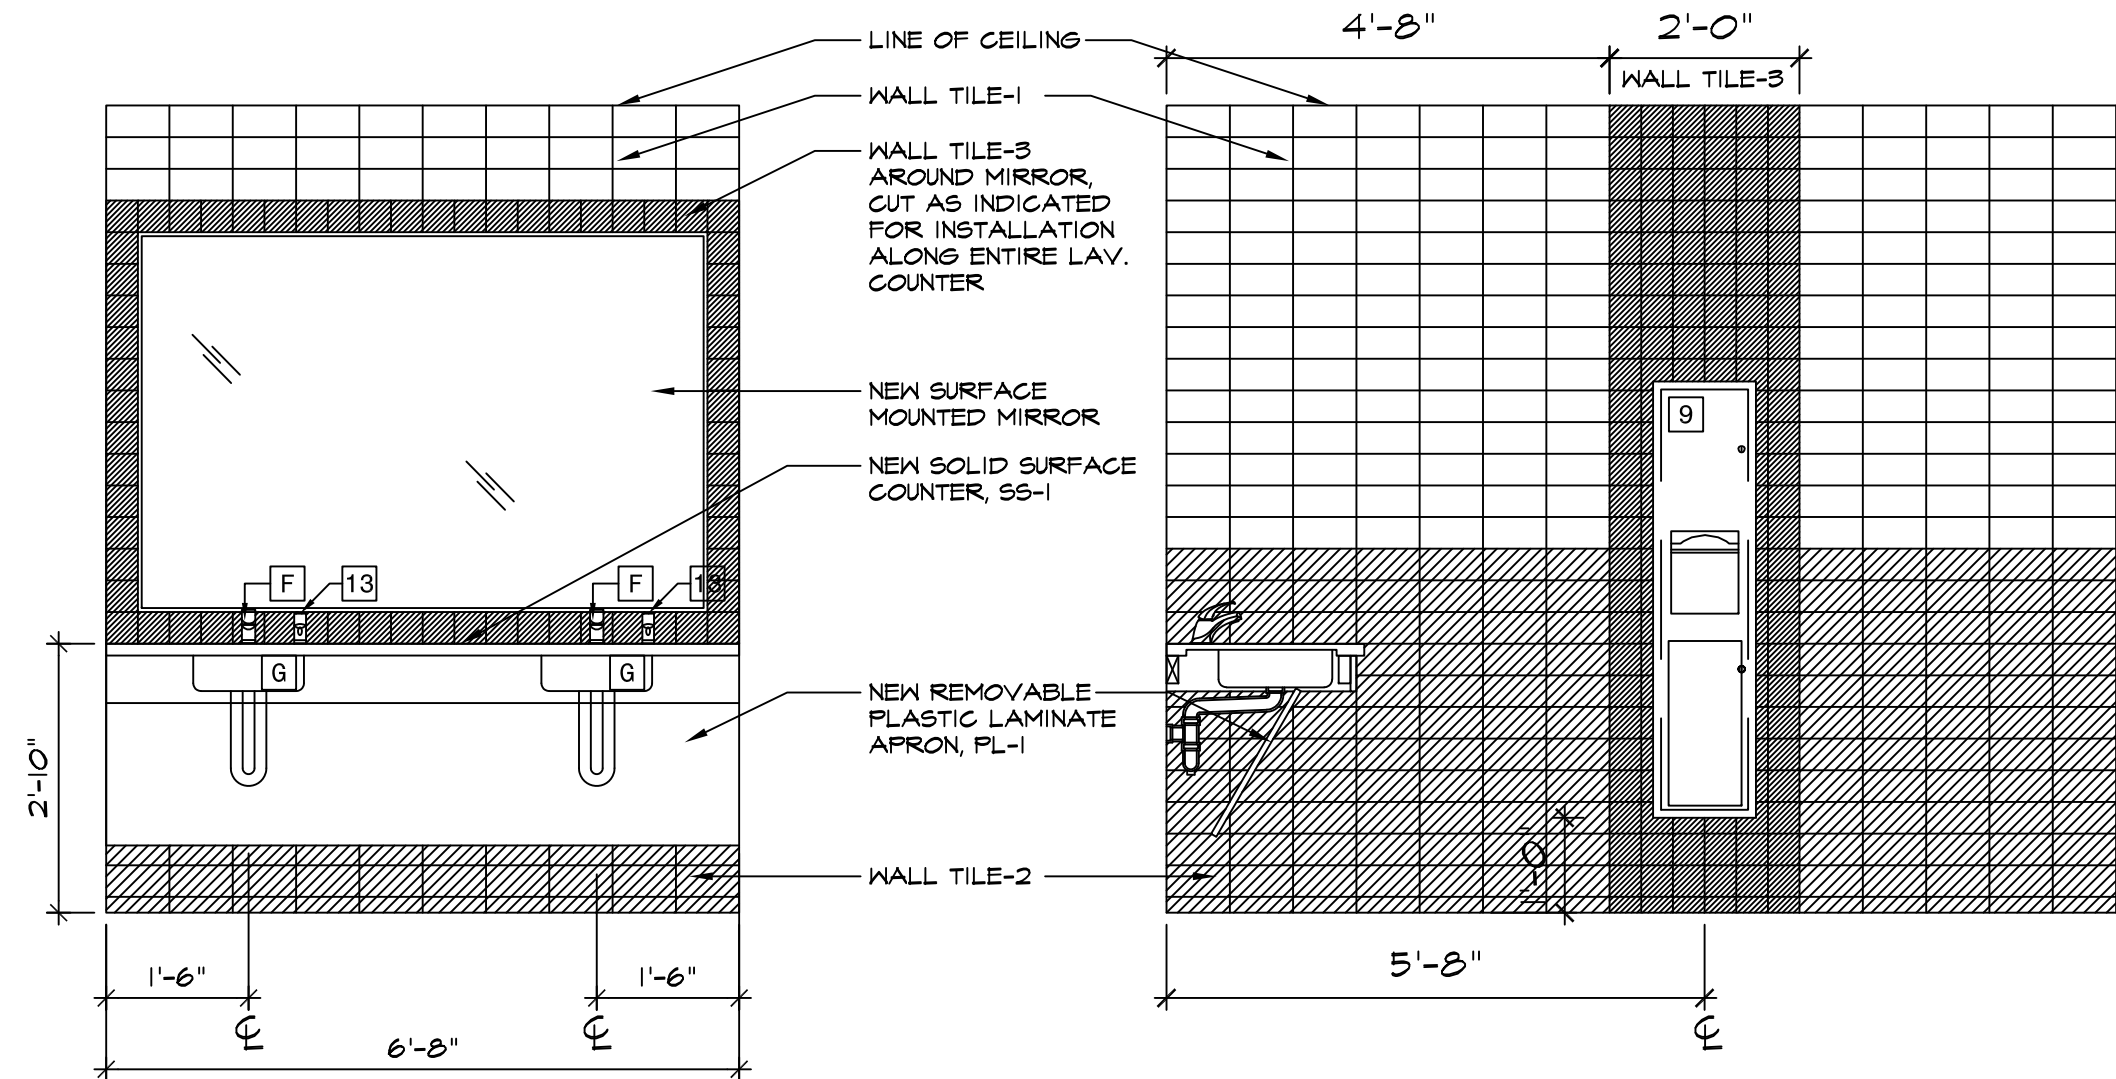 LINE OF CEILING
WALL TILE-1
WALL TILE-3
AROUND MIRROR,
CUT AS INDICATED
FOR INSTALLATION
ALONG ENTIRE LAV.
COUNTER
NEW SURFACE
MOUNTED MIRROR
NEW SOLID SURFACE
COUNTER, SS-1
NEW REMOVABLE
PLASTIC LAMINATE
APRON, PL-1
WALL TILE-2
F
13
F
13
G
G
2'-10"
1'-6"
1'-6"
℄
℄
6'-8"
4'-8"
2'-0"
WALL TILE-3
9
1'-0"
5'-8"
℄